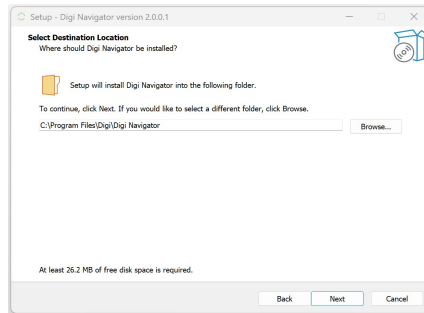 Setup - Digi Navigator version 2.0.0.1
Select Destination Location
Where should Digi Navigator be installed?
Setup will install Digi Navigator into the following folder.
To continue, click Next. If you would like to select a different folder, click Browse.
C:\Program Files\Digi\Digi Navigator
Browse...
At least 26.2 MB of free disk space is required.
Back
Next
Cancel